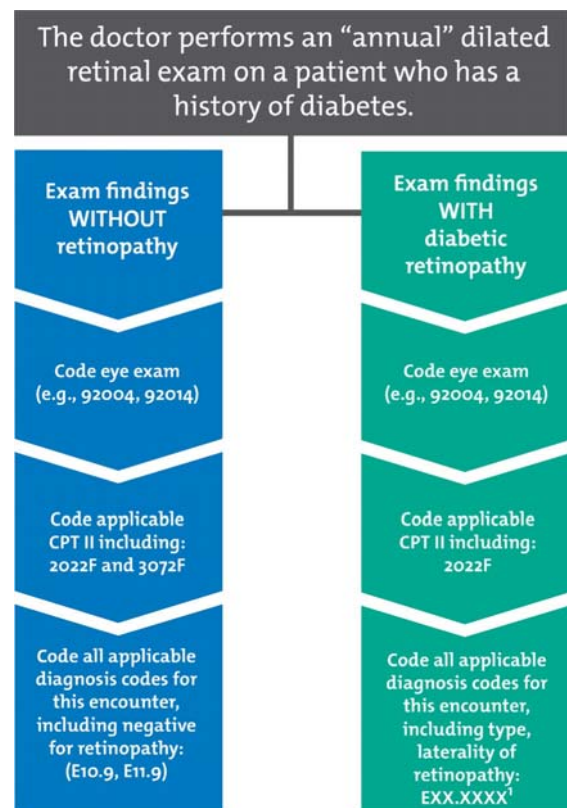 The doctor performs an “annual” dilated
retinal exam on a patient who has a
history of diabetes.
Exam findings
WITHOUT
retinopathy
Code eye exam
(e.g., 92004, 92014)
Code applicable
CPT II including:
2022F and 3072F
Code all applicable
diagnosis codes for
this encounter,
including negative
for retinopathy:
(E10.9, E11.9)
Exam findings
WITH
diabetic
retinopathy
Code eye exam
(e.g., 92004, 92014)
Code applicable
CPT II including:
2022F
Code all applicable
diagnosis codes for
this encounter,
including type,
laterality of
retinopathy:
EXX.XXXX¹